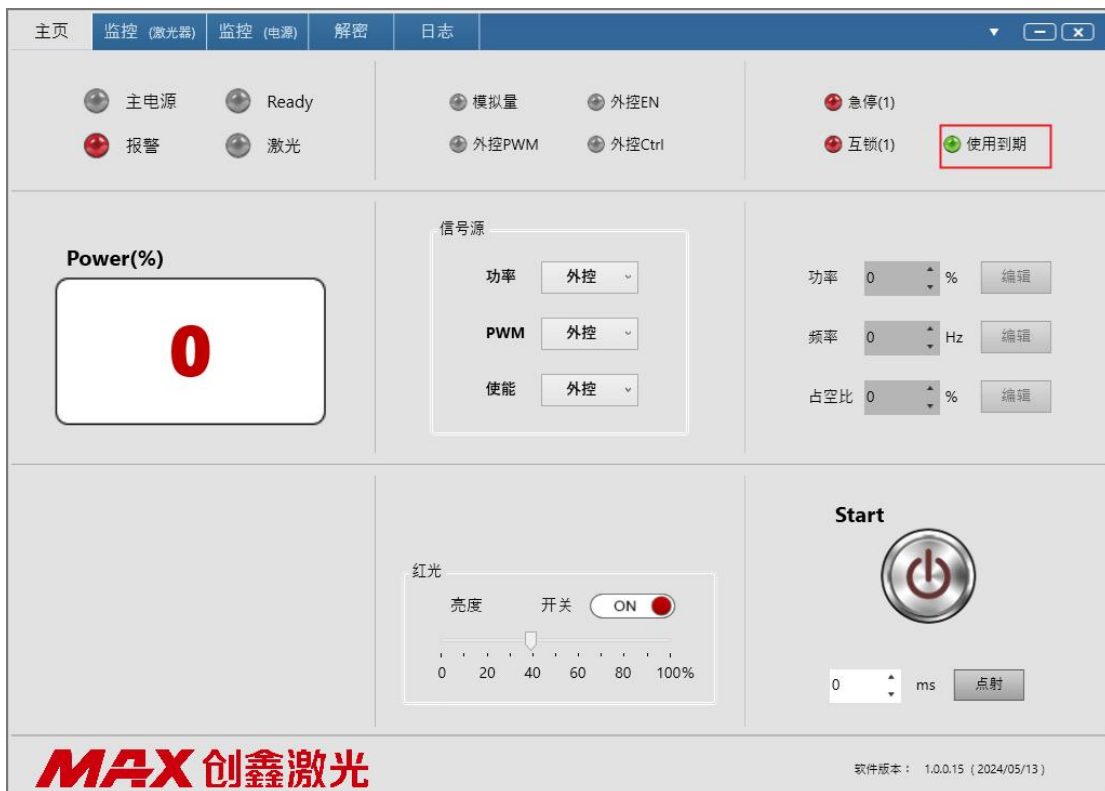 主页 监控 (激光器) 监控 (电源) 解密 日志
主电源 Ready
报警 激光
模拟量 外控EN
外控PWM 外控Ctrl
急停(1)
互锁(1) 使用到期
Power(%)
0
信号源
功率 外控
PWM 外控
使能 外控
功率 0 % 编辑
频率 0 Hz 编辑
占空比 0 % 编辑
红光
亮度 开关 ON
0 20 40 60 80 100%
Start
0 ms 点射
MAX 创鑫激光
软件版本： 1.0.0.15 ( 2024/05/13 )